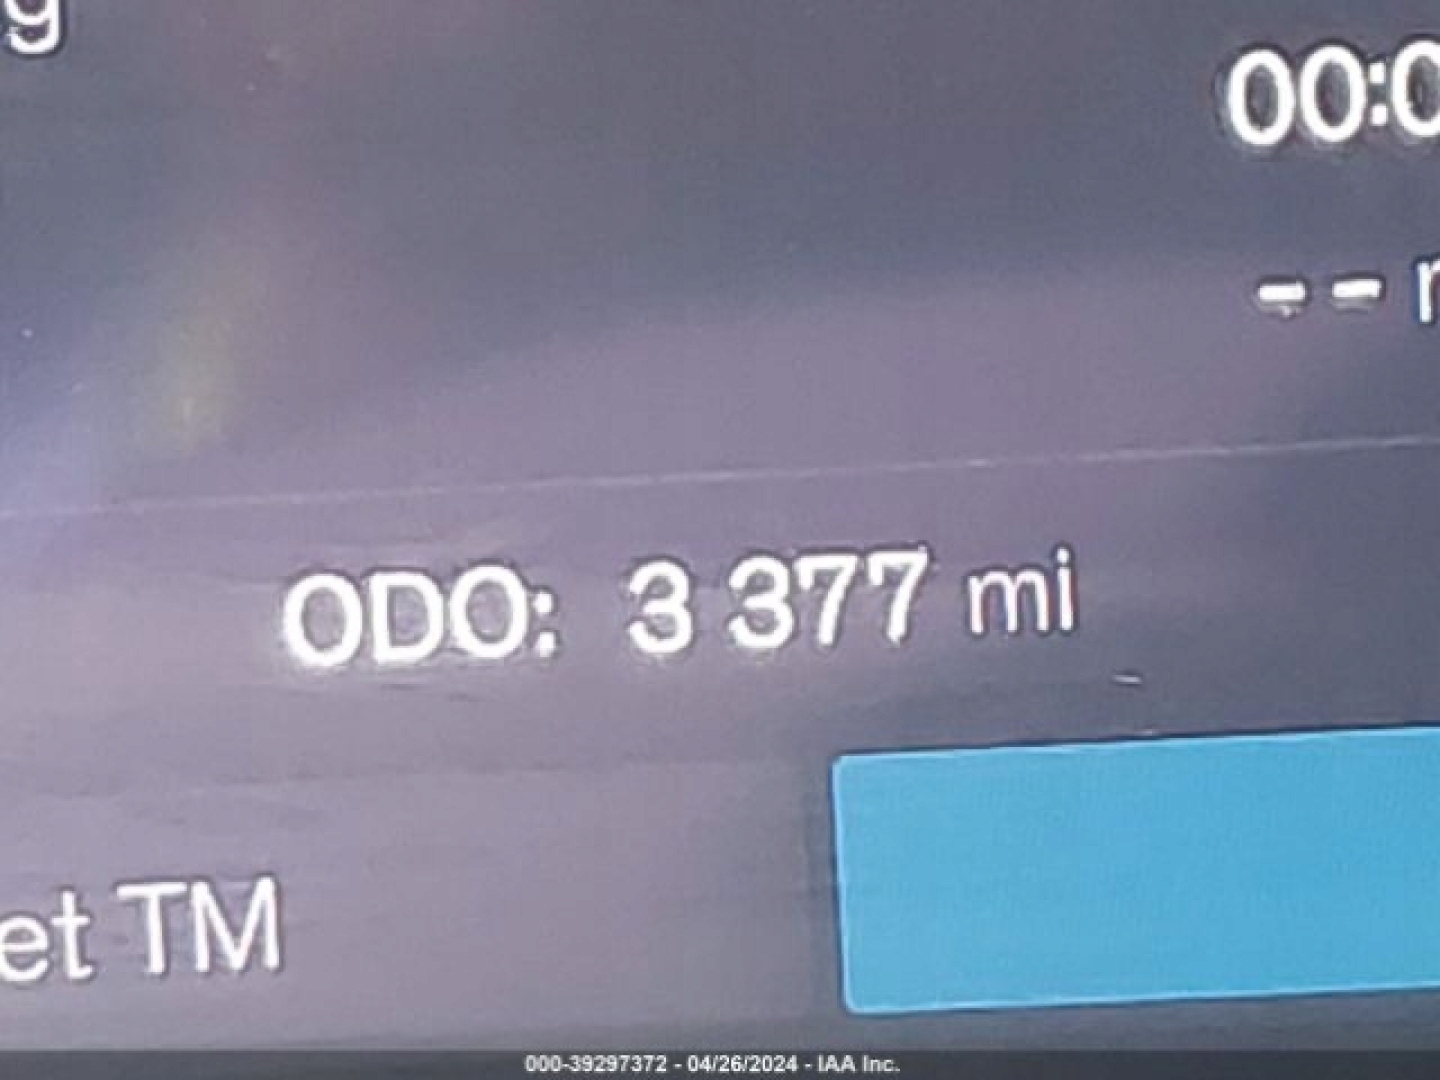 g
00:0
-- r
ODO: 3 377 mi
et TM
000-39297372 - 04/26/2024 - IAA Inc.